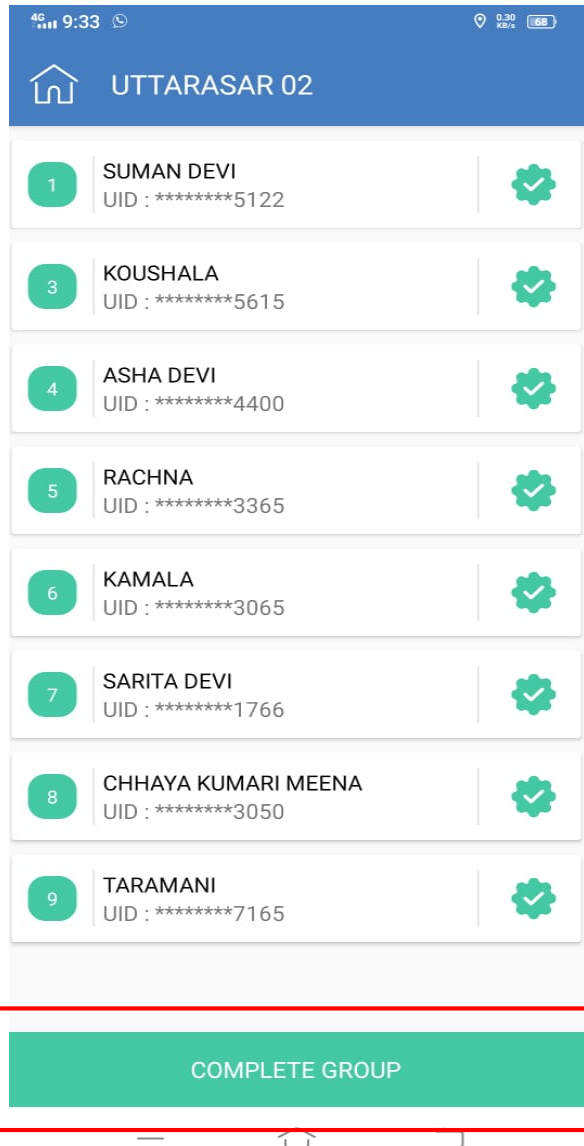 4G 9:33 0.30 KB/s 68
UTTARASAR 02
1 SUMAN DEVI
UID : ********5122
3 KOUSHALA
UID : ********5615
4 ASHA DEVI
UID : ********4400
5 RACHNA
UID : ********3365
6 KAMALA
UID : ********3065
7 SARITA DEVI
UID : ********1766
8 CHHAYA KUMARI MEENA
UID : ********3050
9 TARAMANI
UID : ********7165
COMPLETE GROUP